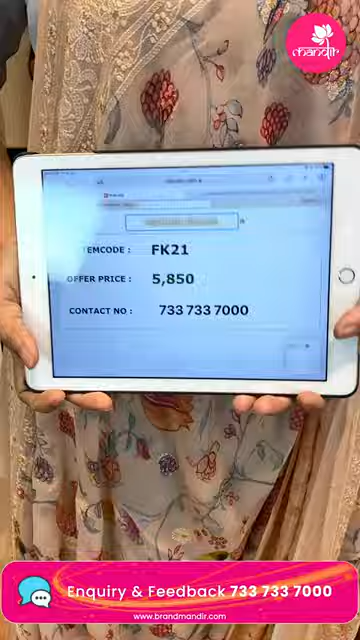 mandir
ITEMCODE : FK21
OFFER PRICE : 5,850
CONTACT NO : 733 733 7000
Enquiry & Feedback 733 733 7000
www.brandmandir.com